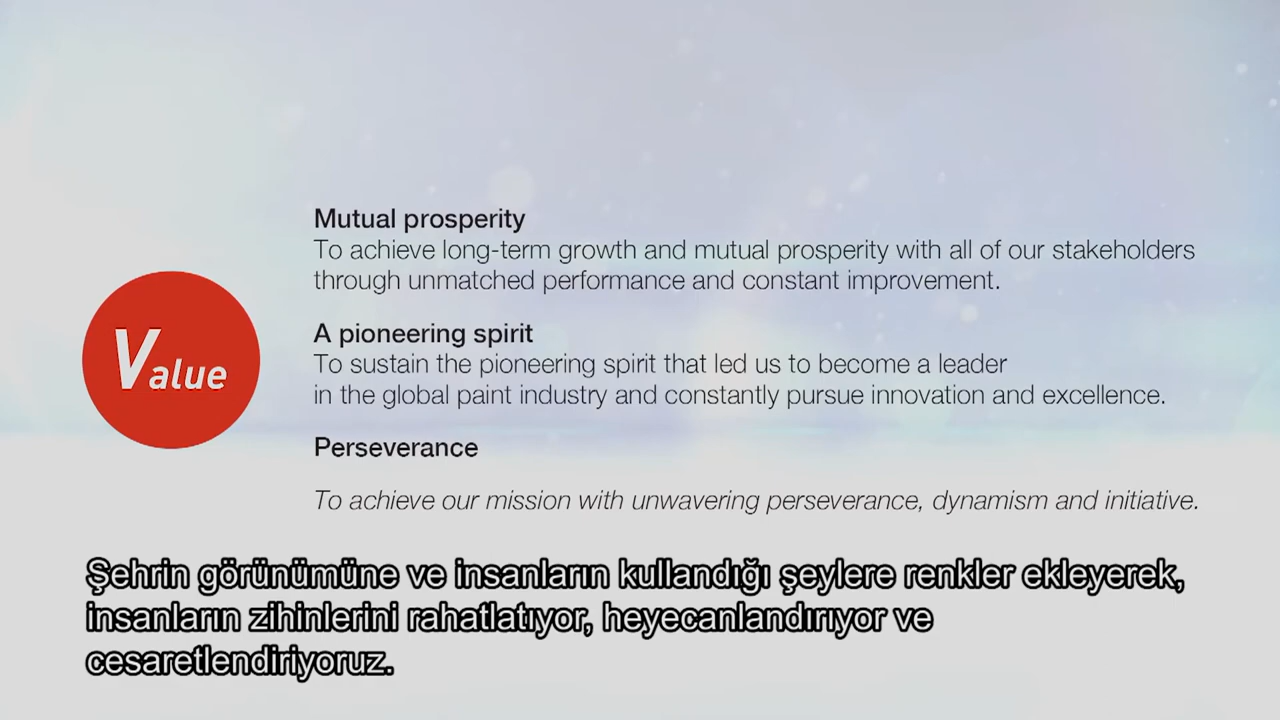 Value
Mutual prosperity
To achieve long-term growth and mutual prosperity with all of our stakeholders
through unmatched performance and constant improvement.
A pioneering spirit
To sustain the pioneering spirit that led us to become a leader
in the global paint industry and constantly pursue innovation and excellence.
Perseverance
To achieve our mission with unwavering perseverance, dynamism and initiative.
Şehrin görünümüne ve insanların kullandığı şeylere renkler ekleyerek,
insanların zihinlerini rahatlatıyor, heyecanlandırıyor ve
cesaretlendiriyoruz.